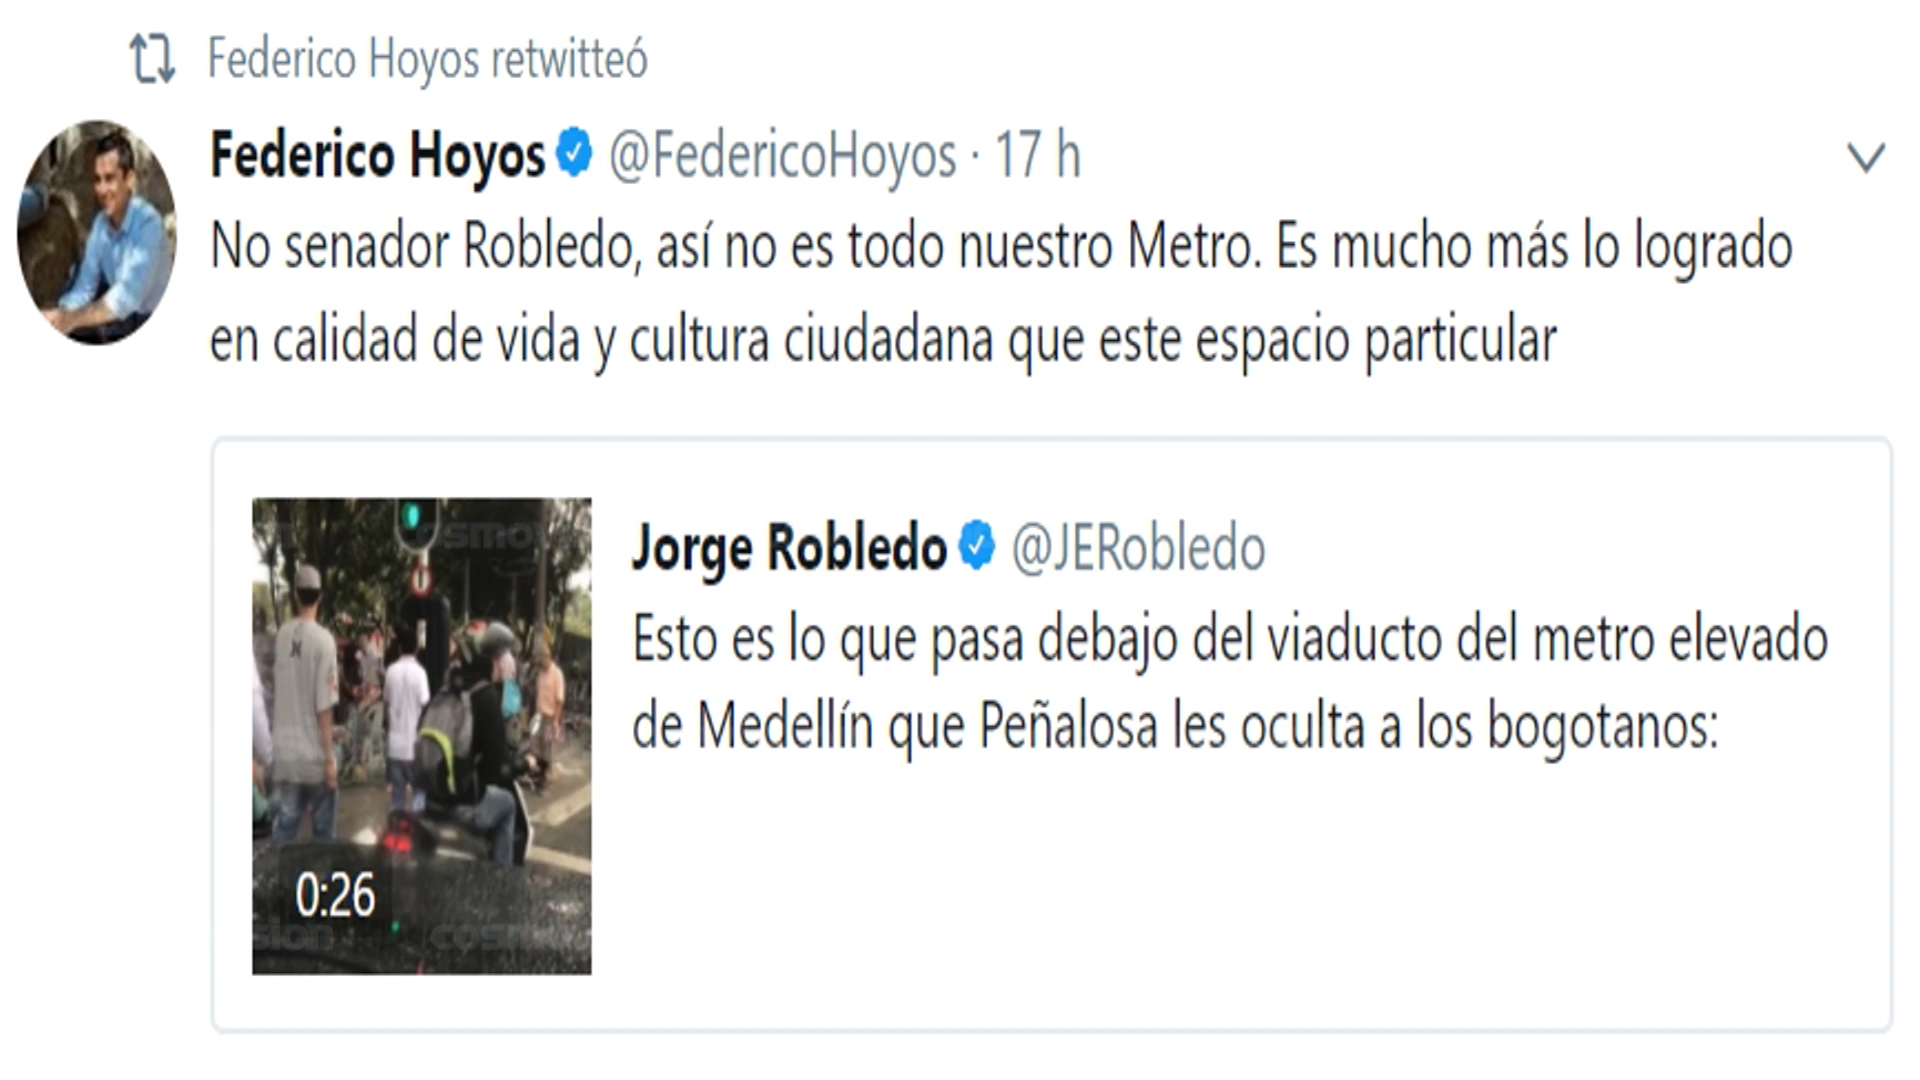 Federico Hoyos retwitteó
Federico Hoyos @FedericoHoyos · 17 h
No senador Robledo, así no es todo nuestro Metro. Es mucho más lo logrado
en calidad de vida y cultura ciudadana que este espacio particular
Jorge Robledo @JERobledo
Esto es lo que pasa debajo del viaducto del metro elevado
de Medellín que Peñalosa les oculta a los bogotanos:
0:26